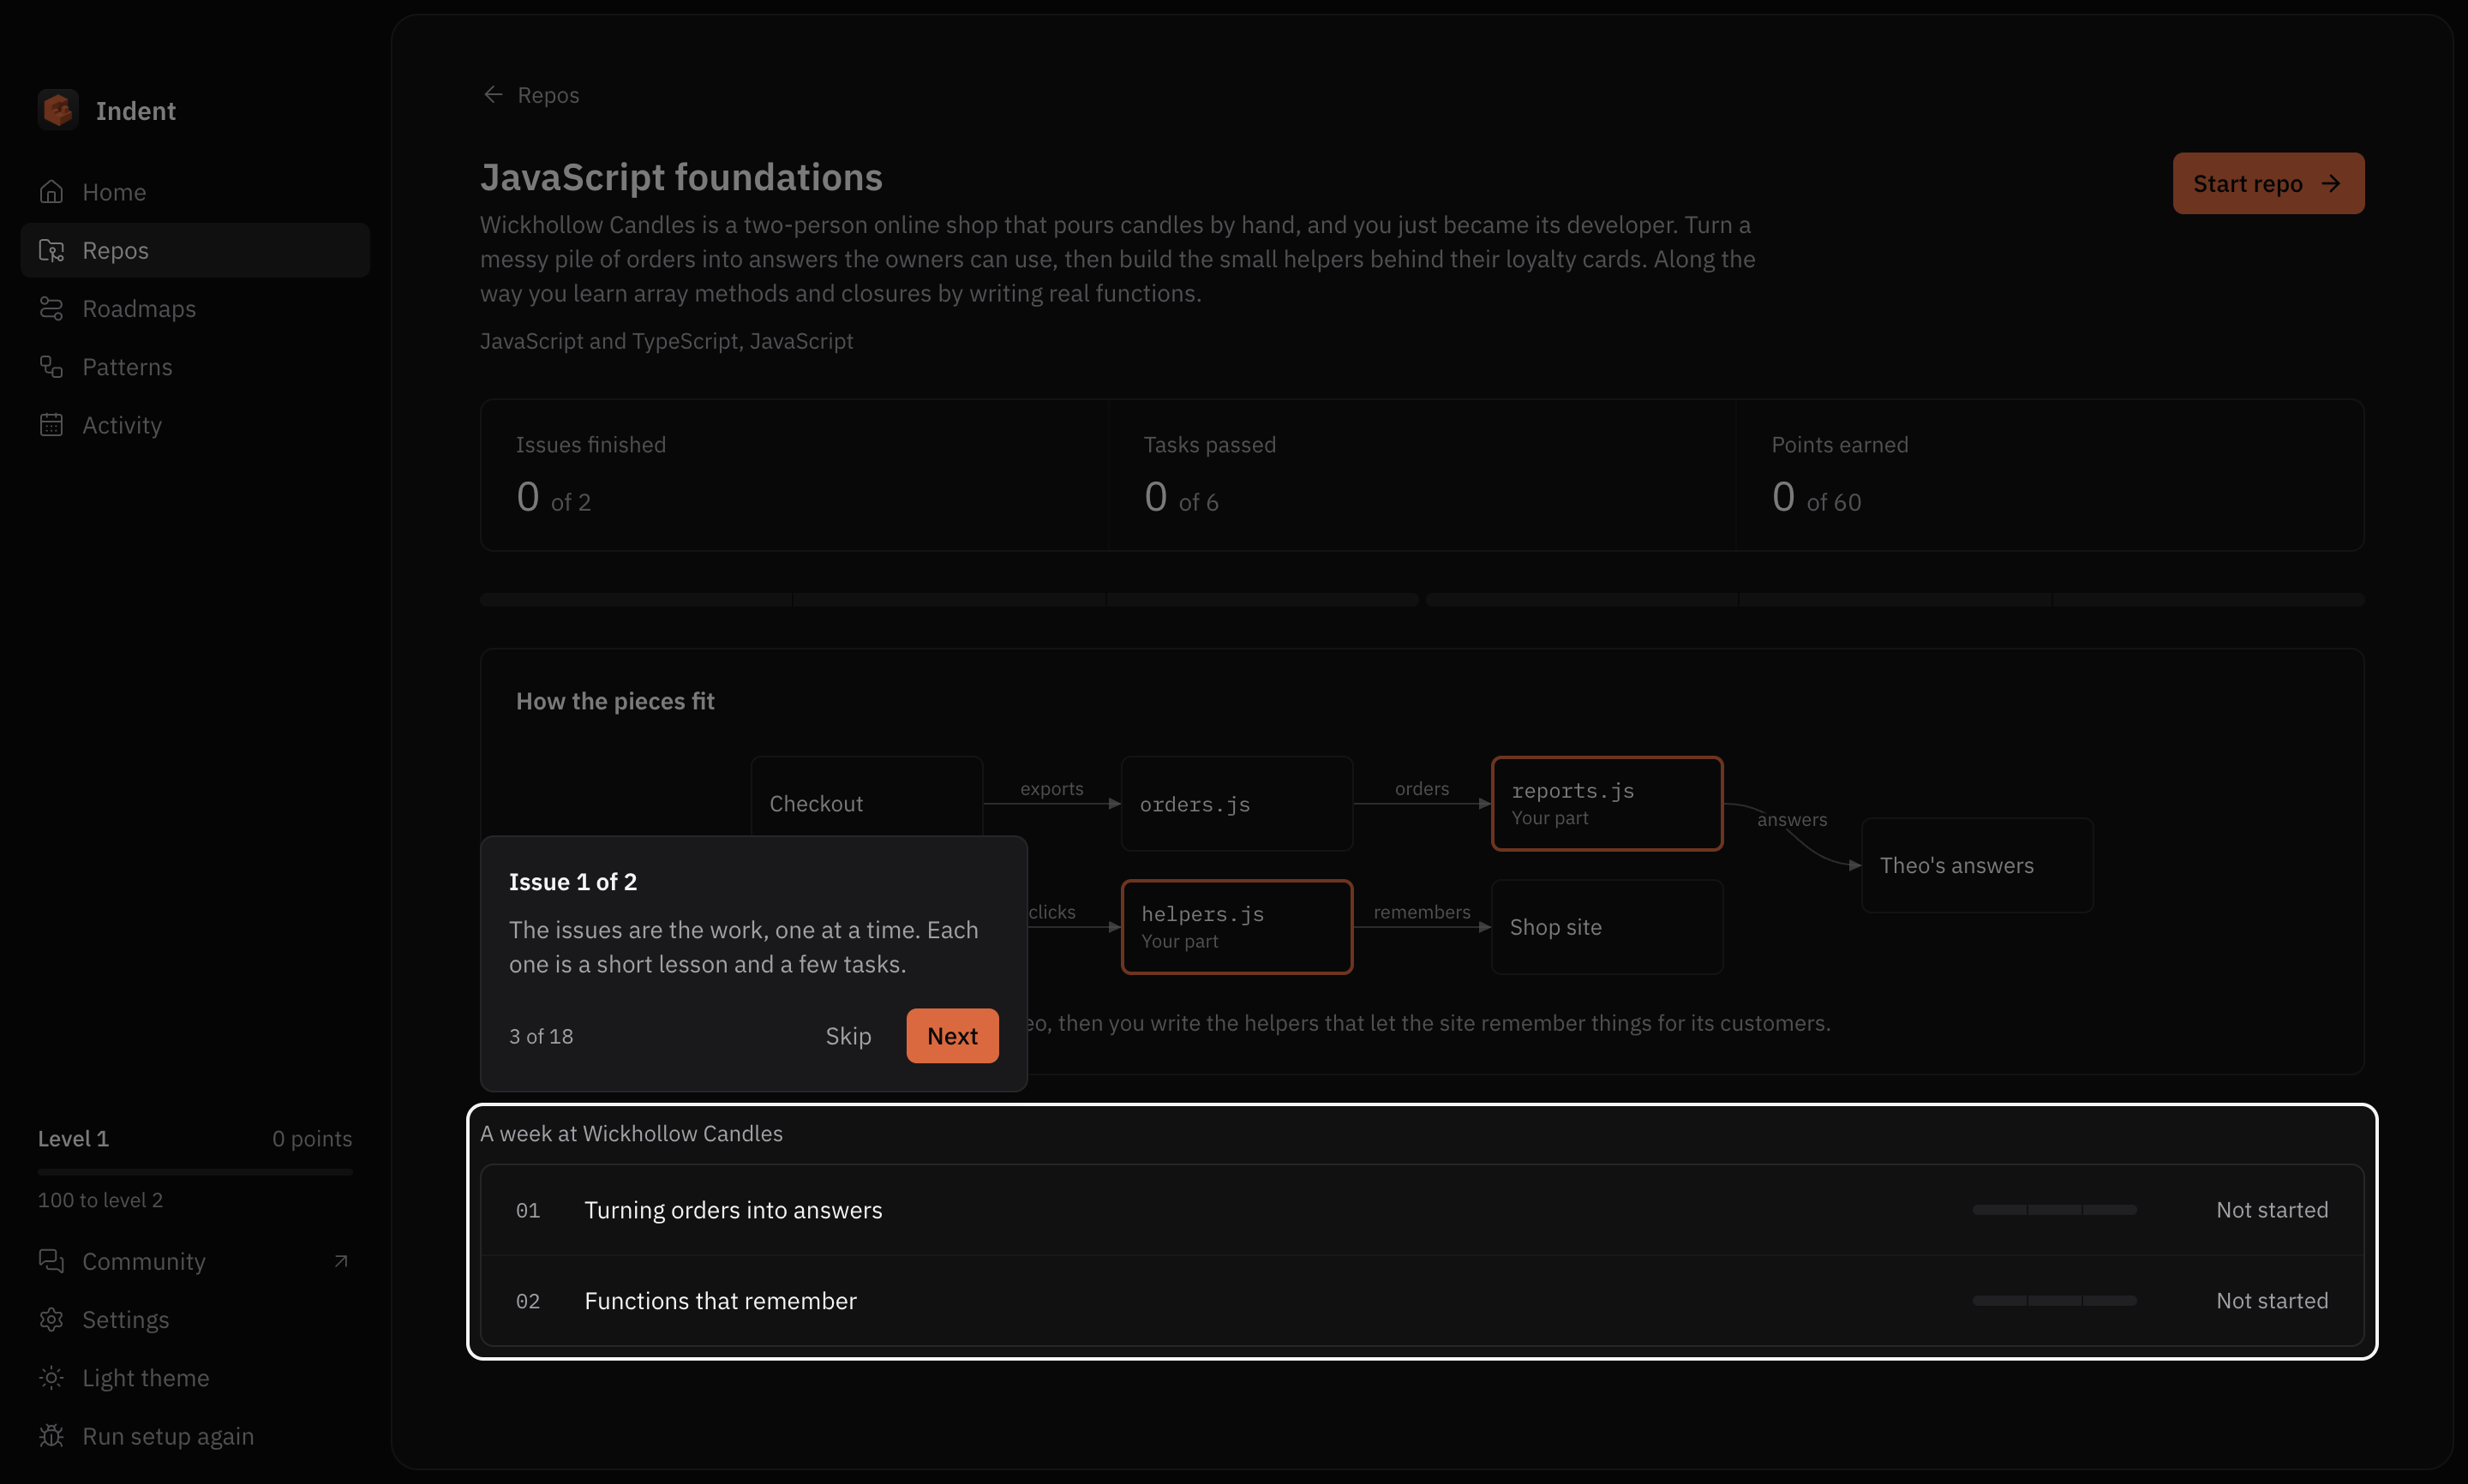 Indent
Home
Repos
Roadmaps
Patterns
Activity
Level 1
0 points
100 to level 2
Community
Settings
Light theme
Run setup again
Repos
JavaScript foundations
Start repo
Wickhollow Candles is a two-person online shop that pours candles by hand, and you just became its developer. Turn a
messy pile of orders into answers the owners can use, then build the small helpers behind their loyalty cards. Along the
way you learn array methods and closures by writing real functions.
JavaScript and TypeScript, JavaScript
Issues finished
0 of 2
Tasks passed
0 of 6
Points earned
0 of 60
How the pieces fit
Checkout
exports
orders.js
orders
reports.js
Your part
answers
Theo's answers
clicks
helpers.js
Your part
remembers
Shop site
then you write the helpers that let the site remember things for its customers.
Issue 1 of 2
The issues are the work, one at a time. Each
one is a short lesson and a few tasks.
3 of 18
Skip
Next
A week at Wickhollow Candles
01 Turning orders into answers Not started
02 Functions that remember Not started